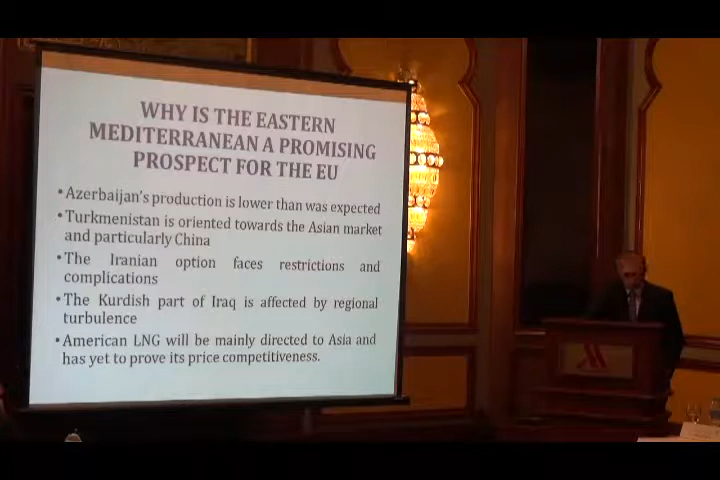 WHY IS THE EASTERN
MEDITERRANEAN A PROMISING
PROSPECT FOR THE EU
•Azerbaijan's production is lower than was expected
•Turkmenistan is oriented towards the Asian market
and particularly China
•The Iranian option faces restrictions and
complications
•The Kurdish part of Iraq is affected by regional
turbulence
•American LNG will be mainly directed to Asia and
has yet to prove its price competitiveness.